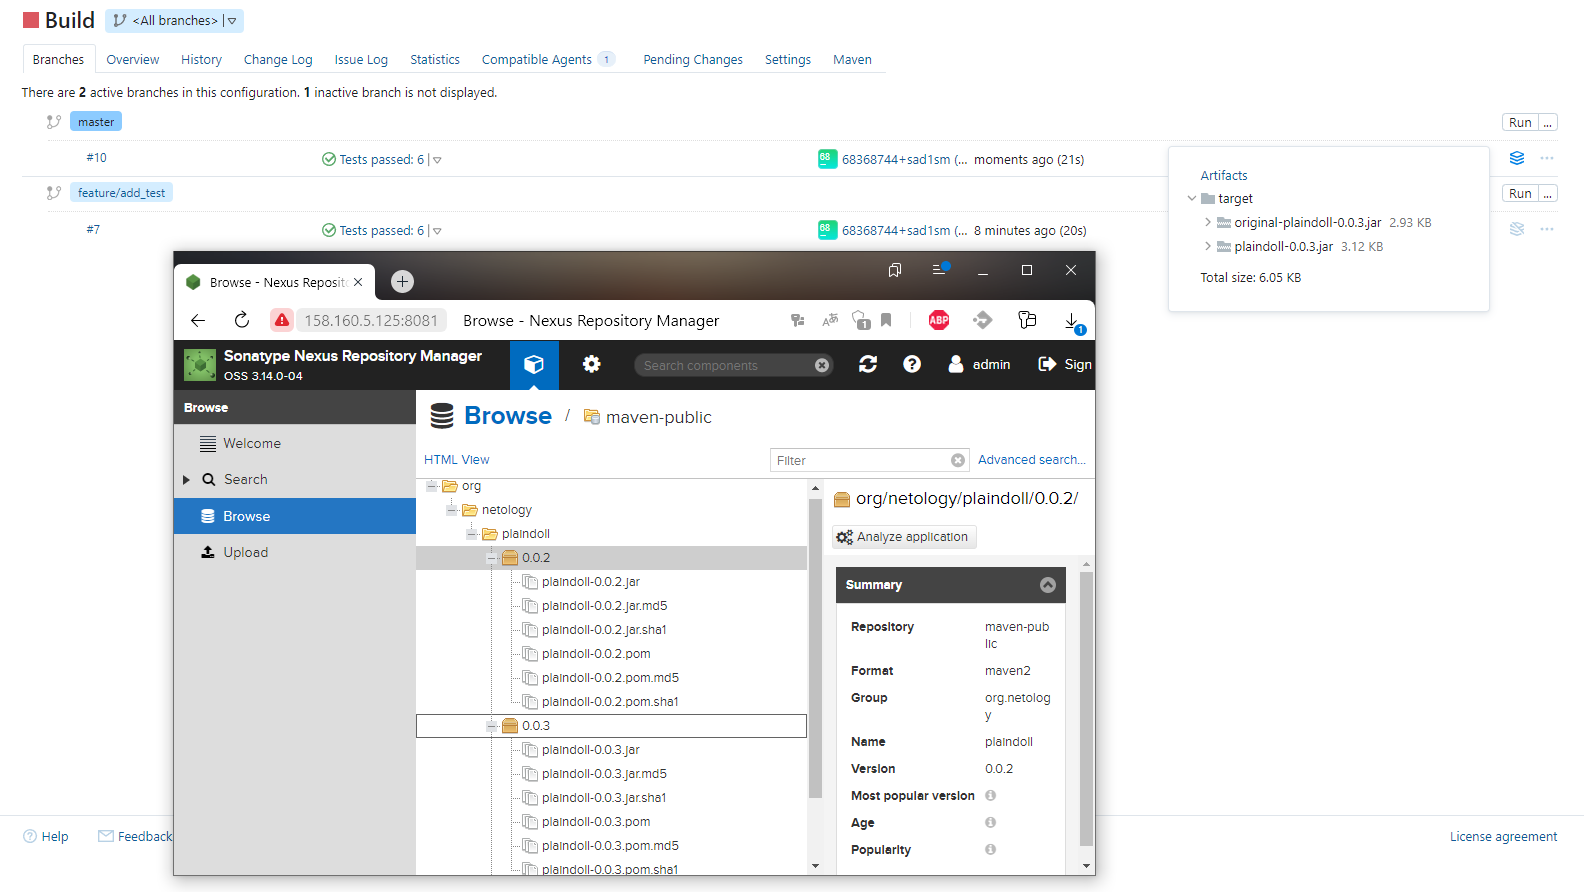 Build <All branches>
Branches Overview History Change Log Issue Log Statistics Compatible Agents 1 Pending Changes Settings Maven
There are 2 active branches in this configuration. 1 inactive branch is not displayed.
master Run ...
#10 Tests passed: 6 68 68368744+sad1sm (... moments ago (21s)
feature/add_test Run ...
#7 Tests passed: 6 68 68368744+sad1sm (... 8 minutes ago (20s)
Artifacts
target
original-plaindoll-0.0.3.jar 2.93 KB
plaindoll-0.0.3.jar 3.12 KB
Total size: 6.05 KB
Browse - Nexus Reposito
158.160.5.125:8081 Browse - Nexus Repository Manager 1 ABP 1
Sonatype Nexus Repository Manager
OSS 3.14.0-04
Search components admin Sign
Browse
Welcome
Search
Browse
Upload
Browse / maven-public
HTML View Filter Advanced search...
org
netology
plaindoll
0.0.2
plaindoll-0.0.2.jar
plaindoll-0.0.2.jar.md5
plaindoll-0.0.2.jar.sha1
plaindoll-0.0.2.pom
plaindoll-0.0.2.pom.md5
plaindoll-0.0.2.pom.sha1
0.0.3
plaindoll-0.0.3.jar
plaindoll-0.0.3.jar.md5
plaindoll-0.0.3.jar.sha1
plaindoll-0.0.3.pom
plaindoll-0.0.3.pom.md5
plaindoll-0.0.3.pom.sha1
org/netology/plaindoll/0.0.2/
Analyze application
Summary
Repository maven-pub
lic
Format maven2
Group org.netolog
y
Name plaindoll
Version 0.0.2
Most popular version
Age
Popularity
Help Feedback License agreement